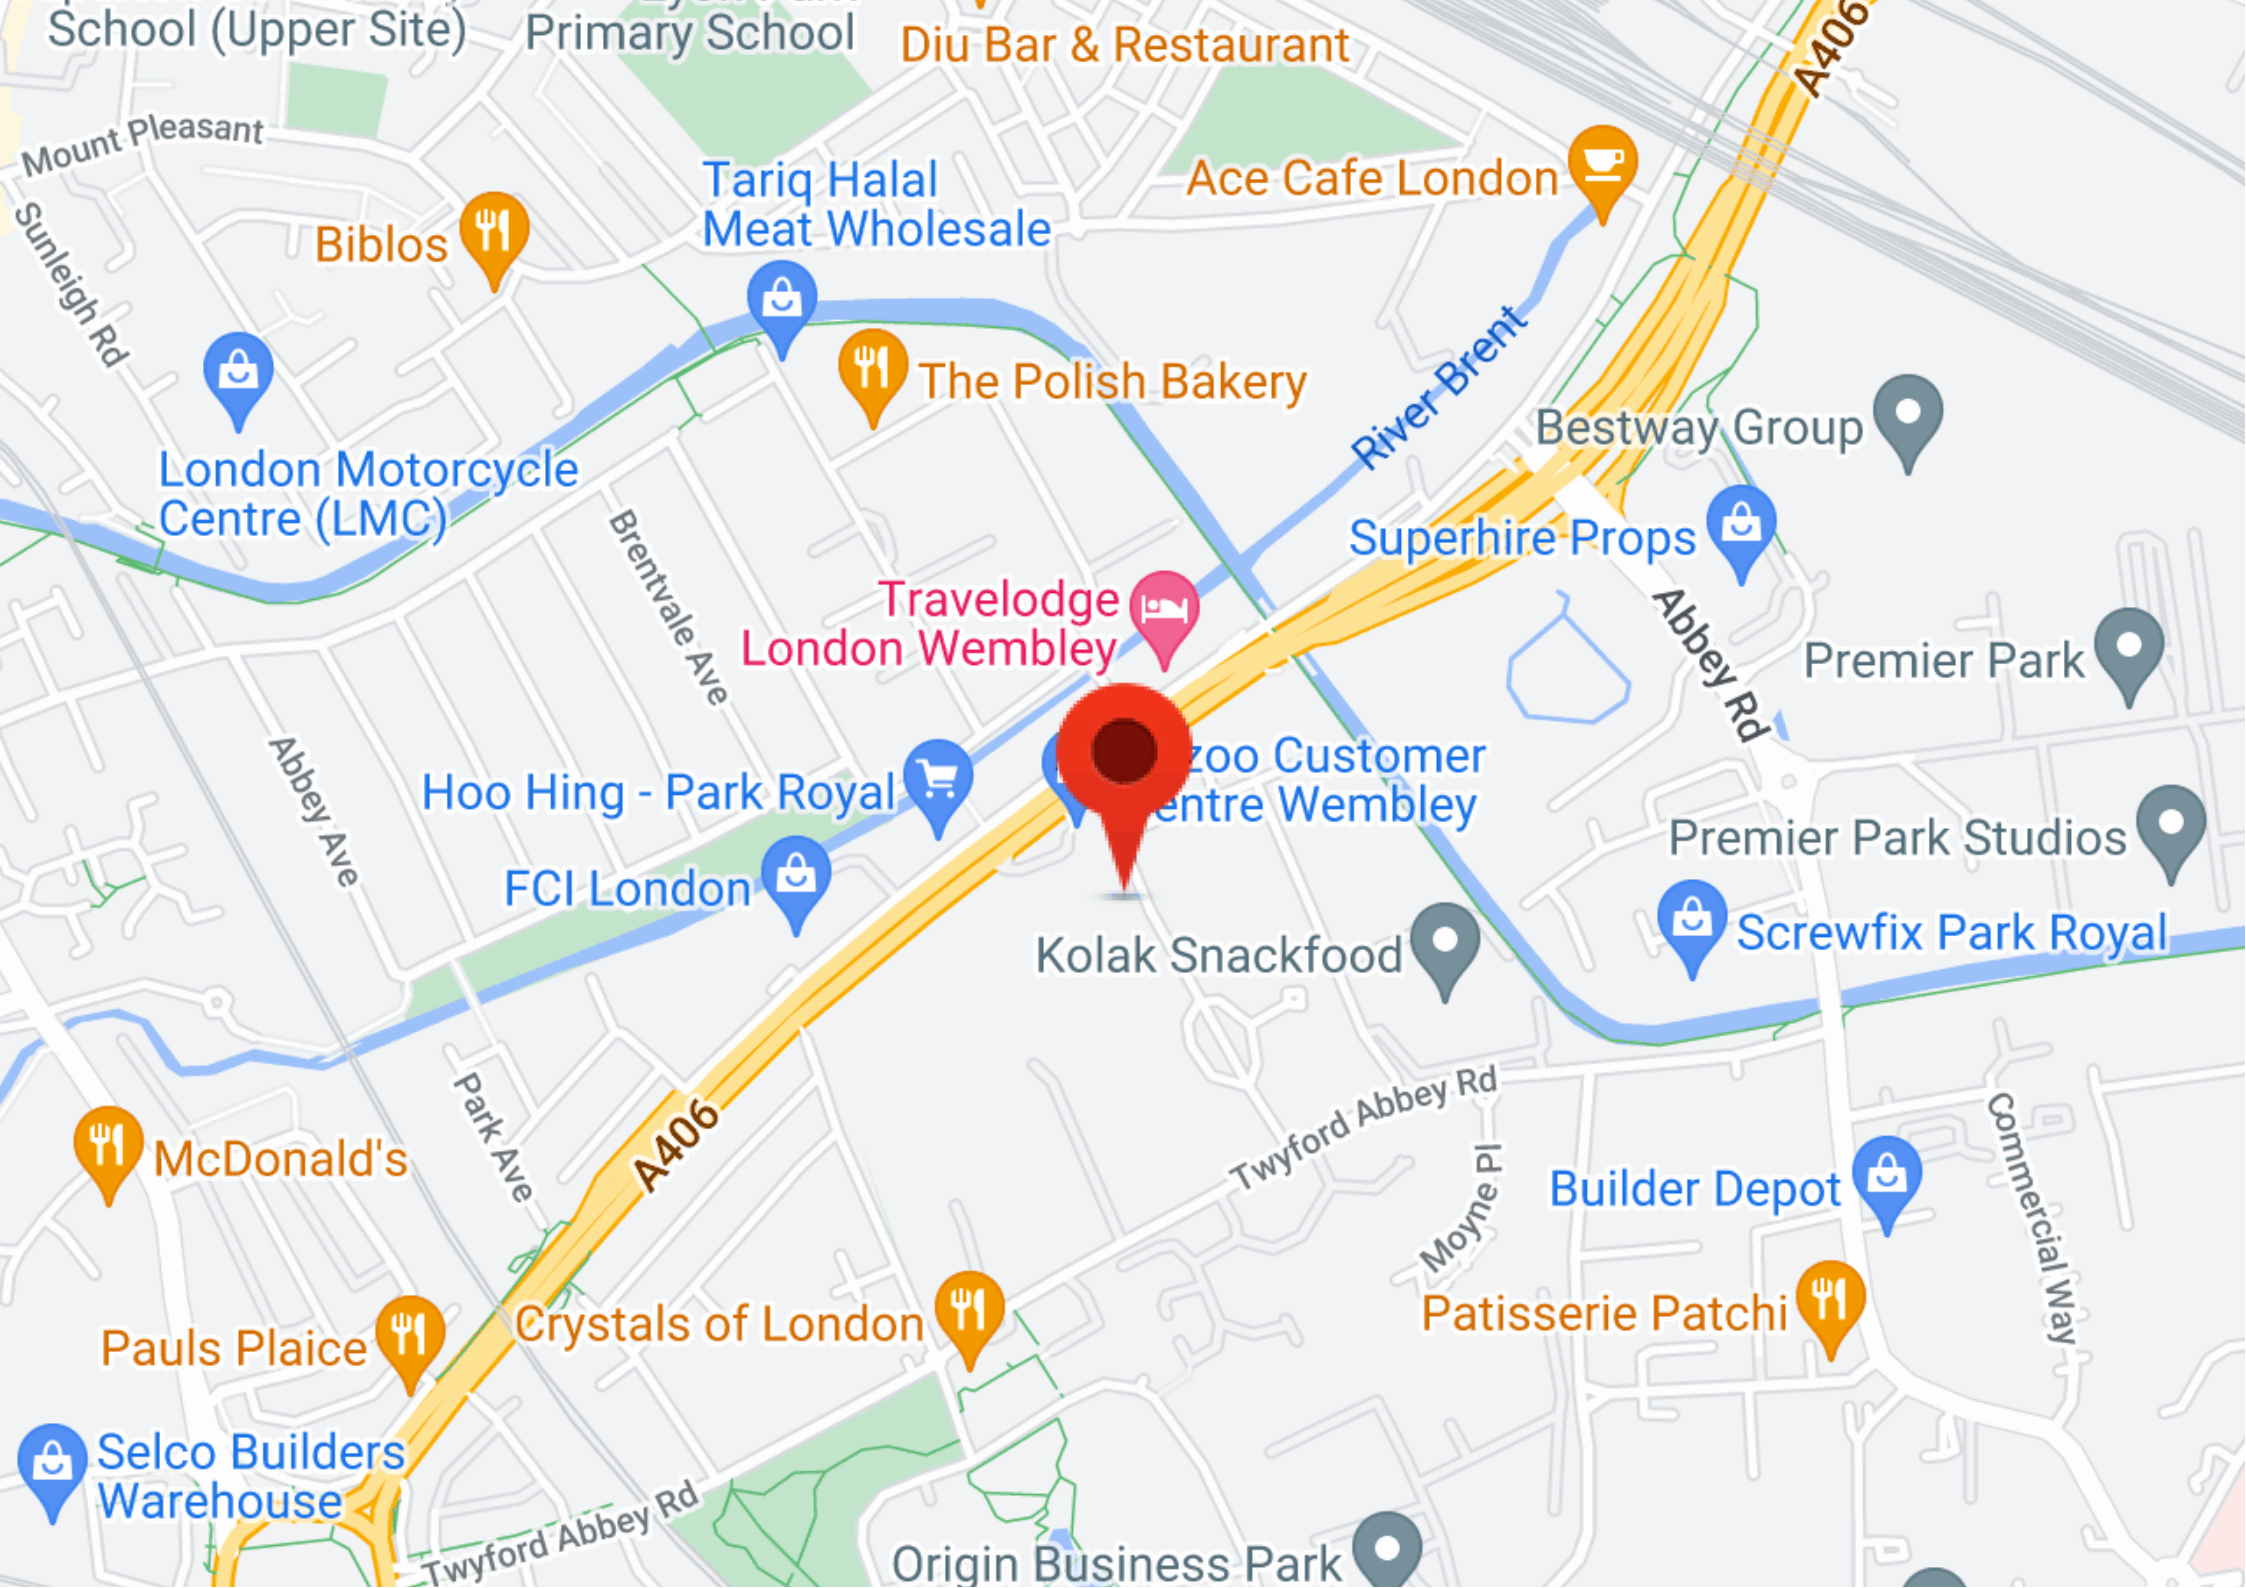 School (Upper Site)
Primary School
Diu Bar & Restaurant
A406
Mount Pleasant
Tariq Halal
Meat Wholesale
Ace Cafe London
Biblos
Sunleigh Rd
River Brent
The Polish Bakery
Bestway Group
London Motorcycle
Centre (LMC)
Brentvale Ave
Superhire Props
Travelodge
London Wembley
Abbey Rd
Premier Park
Abbey Ave
Hoo Hing - Park Royal
zoo Customer
entre Wembley
Premier Park Studios
FCI London
Screwfix Park Royal
Kolak Snackfood
Park Ave
A406
Twyford Abbey Rd
McDonald's
Moyne Pl
Builder Depot
Commercial Way
Crystals of London
Patisserie Patchi
Pauls Plaice
Selco Builders
Warehouse
Twyford Abbey Rd
Origin Business Park